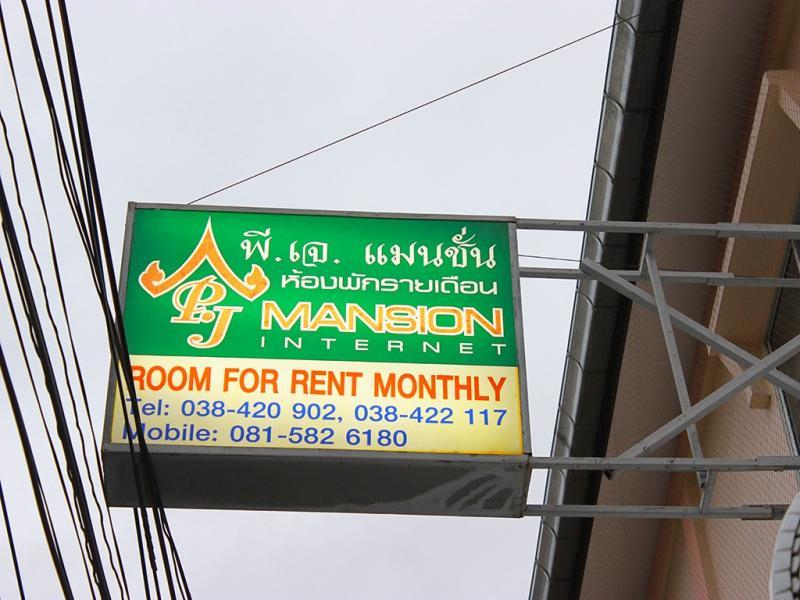 พี.เจ. แมนชั่น
ห้องพักรายเดือน
P.J MANSION
INTERNET
ROOM FOR RENT MONTHLY
Tel: 038-420 902, 038-422 117
Mobile: 081-582 6180